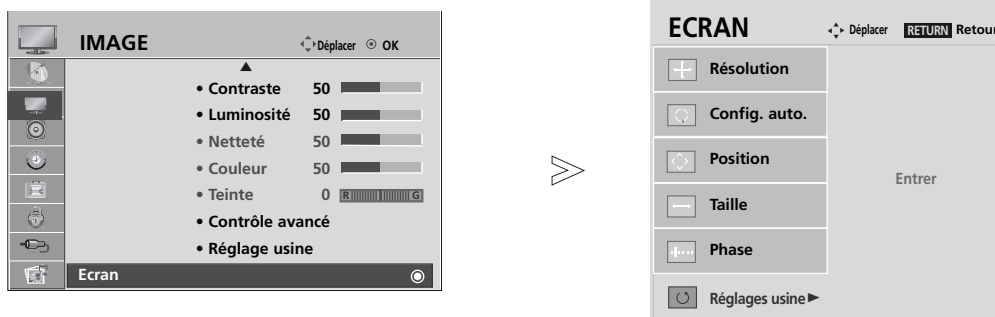 IMAGE
Déplacer OK
• Contraste 50
• Luminosité 50
• Netteté 50
• Couleur 50
• Teinte 0 R G
• Contrôle avancé
• Réglage usine
Ecran
ECRAN
Déplacer RETURN Retour
Résolution
Config. auto.
Position
Taille
Phase
Réglages usine
Entrer